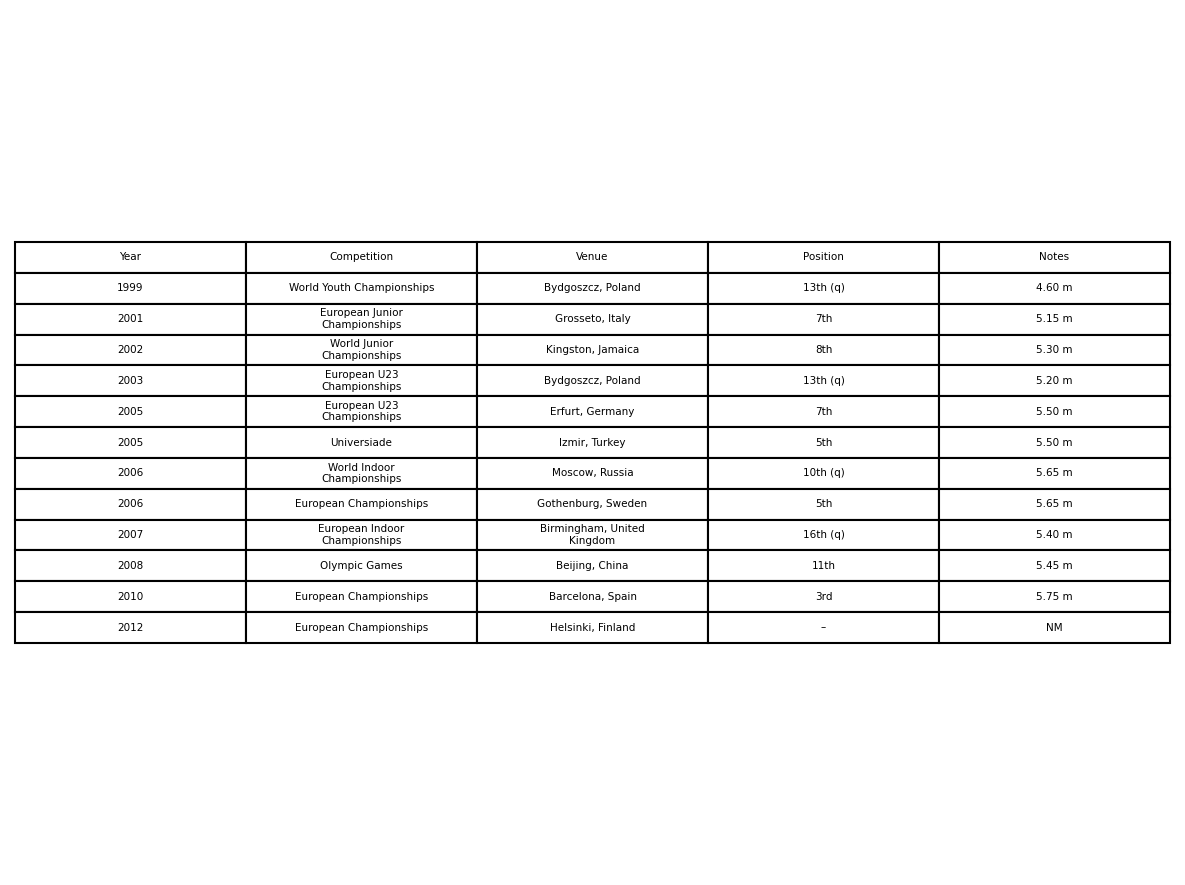 Year Competition Venue Position Notes
1999 World Youth Championships Bydgoszcz, Poland 13th (q) 4.60 m
2001 European Junior Championships Grosseto, Italy 7th 5.15 m
2002 World Junior Championships Kingston, Jamaica 8th 5.30 m
2003 European U23 Championships Bydgoszcz, Poland 13th (q) 5.20 m
2005 European U23 Championships Erfurt, Germany 7th 5.50 m
2005 Universiade Izmir, Turkey 5th 5.50 m
2006 World Indoor Championships Moscow, Russia 10th (q) 5.65 m
2006 European Championships Gothenburg, Sweden 5th 5.65 m
2007 European Indoor Championships Birmingham, United Kingdom 16th (q) 5.40 m
2008 Olympic Games Beijing, China 11th 5.45 m
2010 European Championships Barcelona, Spain 3rd 5.75 m
2012 European Championships Helsinki, Finland – NM